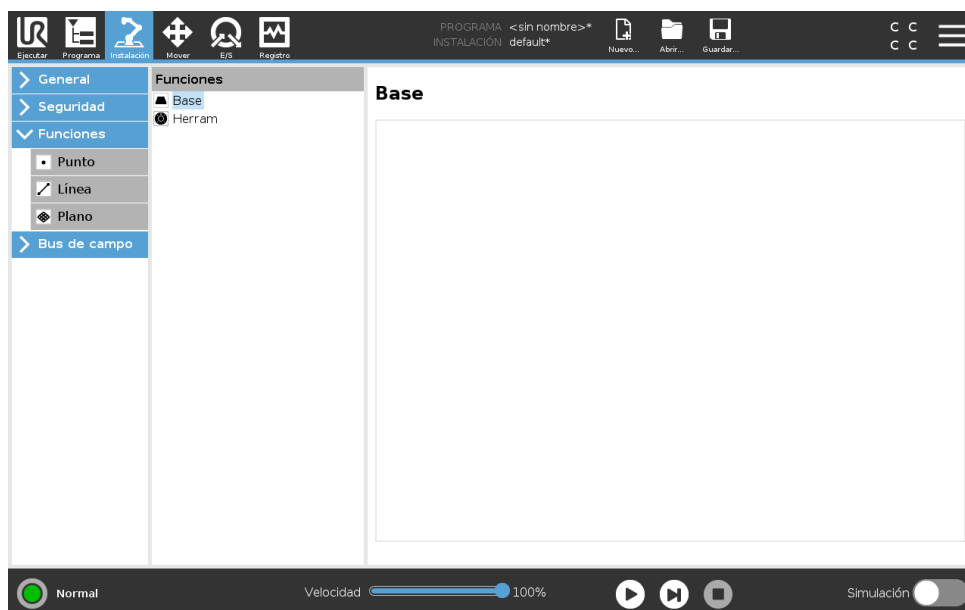 UR
Ejecutar
Programa
Instalación
Mover
E/S
Registro
PROGRAMA <sin nombre>*
INSTALACIÓN default*
Nuevo...
Abrir...
Guardar...
C C
C C
General
Seguridad
Funciones
Punto
Línea
Plano
Bus de campo
Funciones
Base
Herram
Base
Normal
Velocidad 100%
Simulación